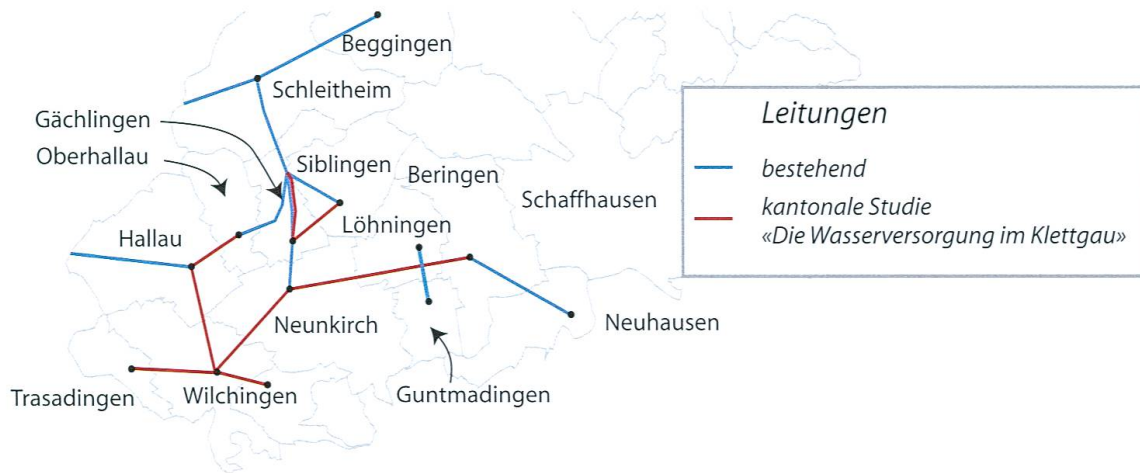 Beggingen
Schleitheim
Gächlingen
Oberhallau
Siblingen
Beringen
Schaffhausen
Hallau
Löhningen
Neunkirch
Neuhausen
Trasadingen
Wilchingen
Guntmadingen
Leitungen
bestehend
kantonale Studie
«Die Wasserversorgung im Klettgau»